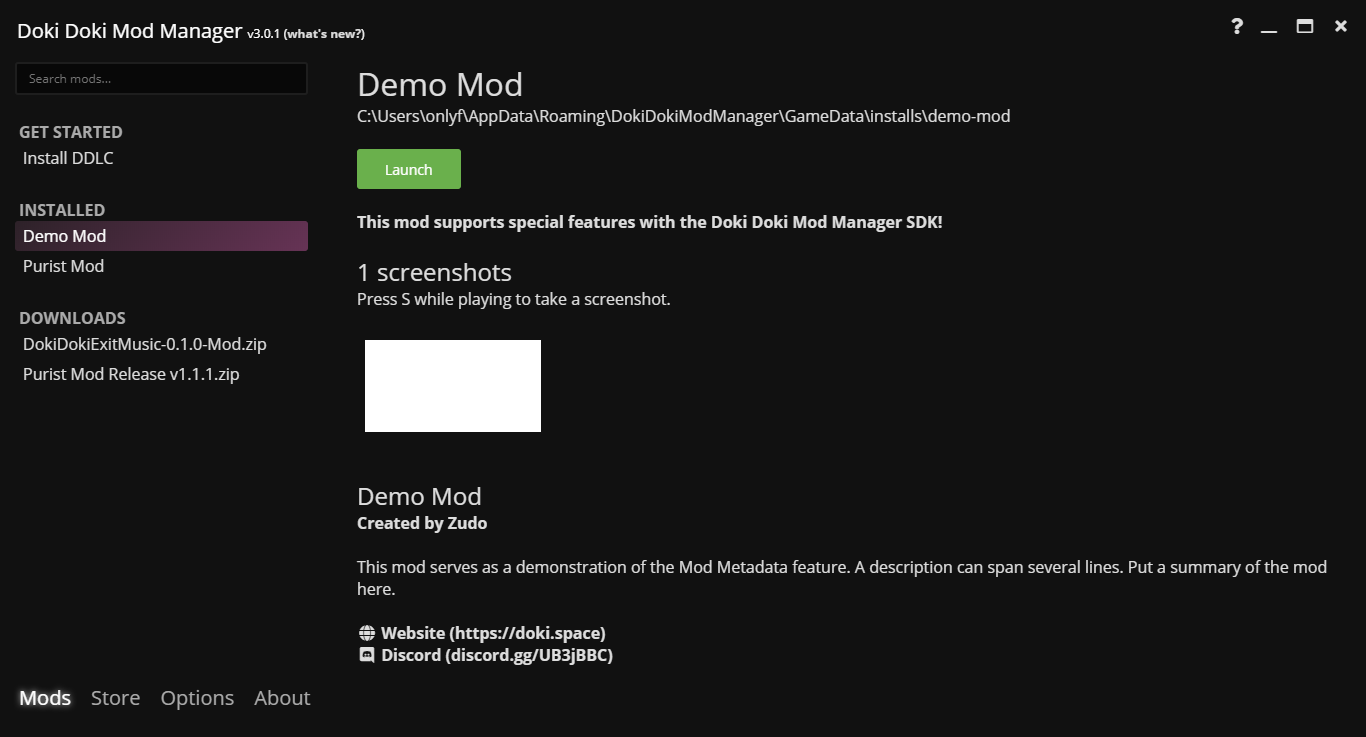 Doki Doki Mod Manager v3.0.1 (what's new?)
Search mods...
GET STARTED
Install DDLC
INSTALLED
Demo Mod
Purist Mod
DOWNLOADS
DokiDokiExitMusic-0.1.0-Mod.zip
Purist Mod Release v1.1.1.zip
Mods Store Options About
Demo Mod
C:\Users\onlyf\AppData\Roaming\DokiDokiModManager\GameData\installs\demo-mod
Launch
This mod supports special features with the Doki Doki Mod Manager SDK!
1 screenshots
Press S while playing to take a screenshot.
Demo Mod
Created by Zudo
This mod serves as a demonstration of the Mod Metadata feature. A description can span several lines. Put a summary of the mod
here.
Website (https://doki.space)
Discord (discord.gg/UB3jBBC)